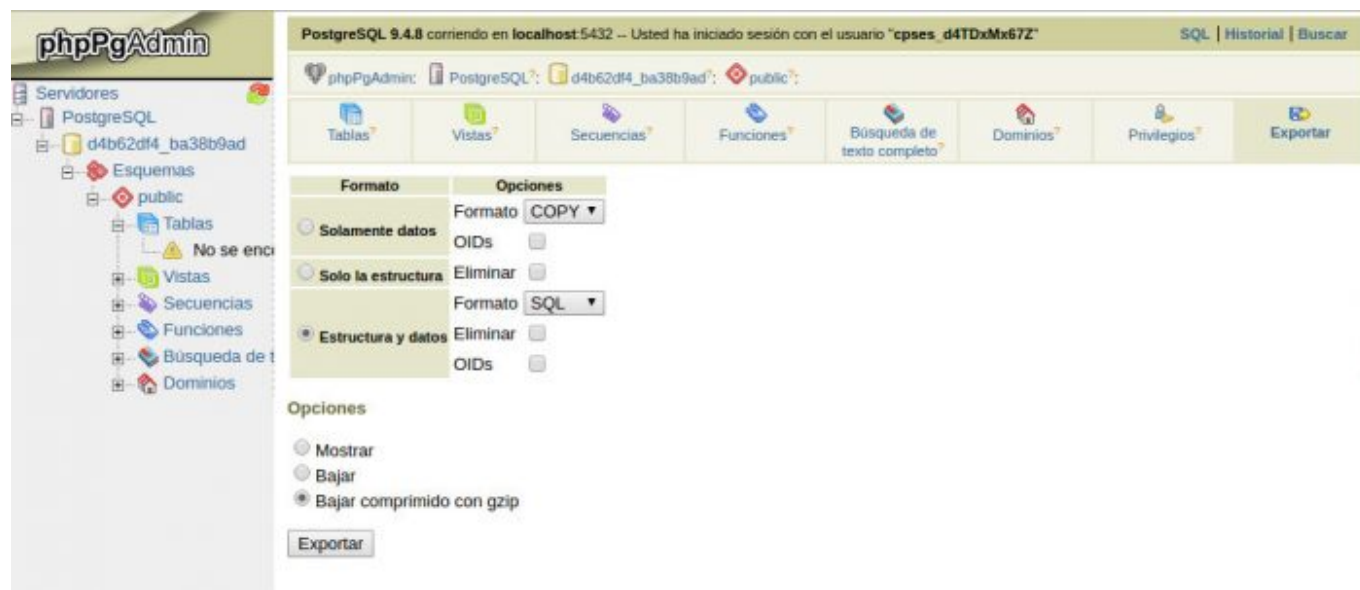 phpPgAdmin
Servidores
PostgreSQL
d4b62df4_ba38b9ad
Esquemas
public
Tablas
No se enc
Vistas
Secuencias
Funciones
Búsqueda de t
Dominios
PostgreSQL 9.4.8 corriendo en localhost:5432 -- Usted ha iniciado sesión con el usuario "cpses_d4TDxMx67Z"
SQL | Historial | Buscar
phpPgAdmin: PostgreSQL?: d4b62df4_ba38b9ad?: public?:
Tablas?
Vistas?
Secuencias?
Funciones?
Búsqueda de
texto completo?
Dominios?
Privilegios?
Exportar
Formato Opciones
Solamente datos
Formato COPY
OIDs
Solo la estructura Eliminar
Estructura y datos
Formato SQL
Eliminar
OIDs
Opciones
Mostrar
Bajar
Bajar comprimido con gzip
Exportar